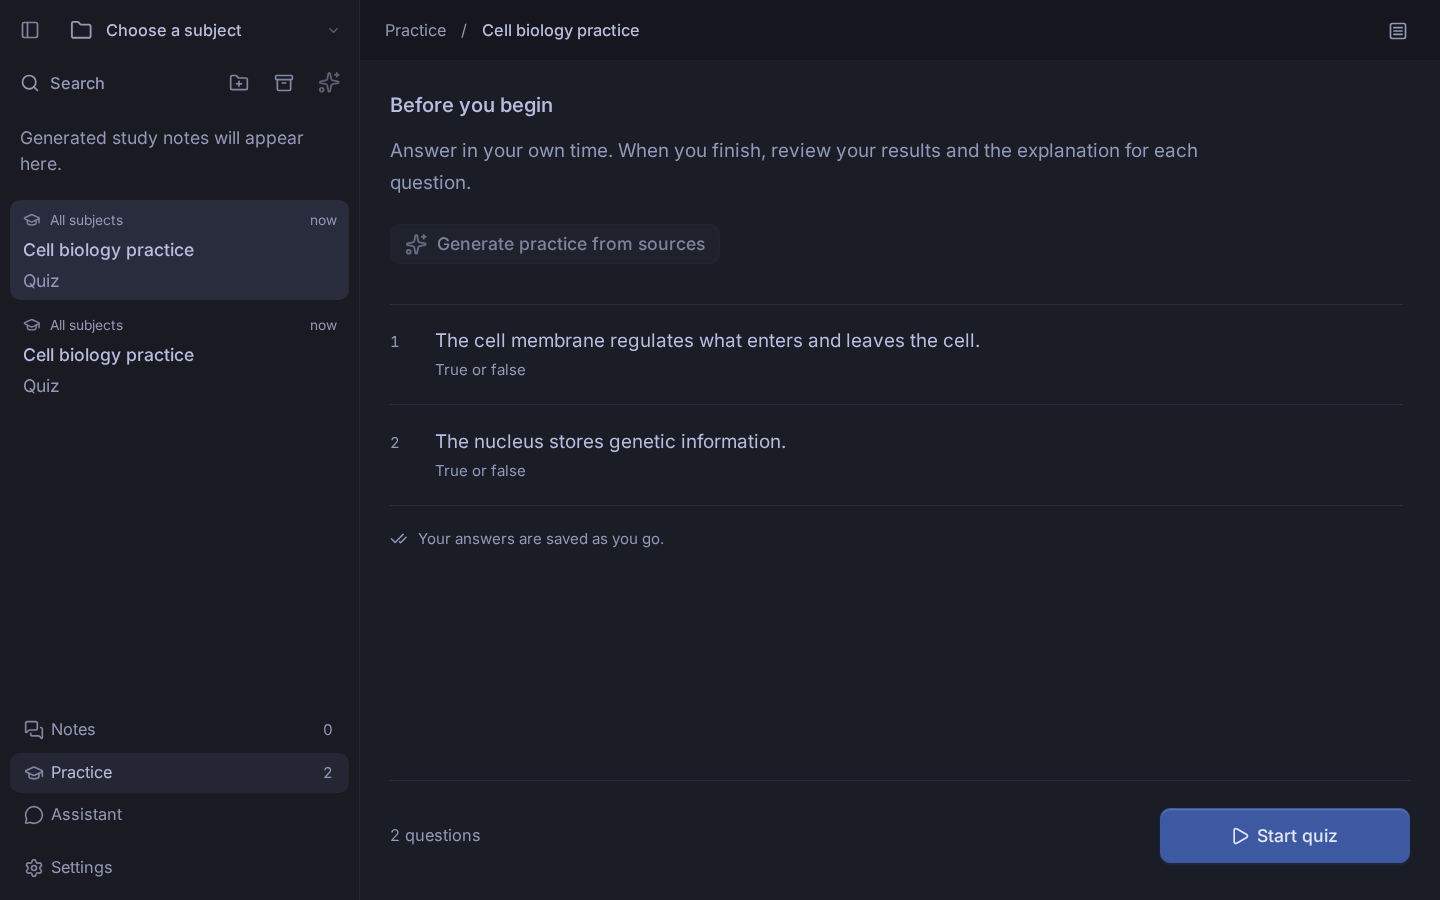 Choose a subject
Search
Generated study notes will appear
here.
All subjects
now
Cell biology practice
Quiz
All subjects
now
Cell biology practice
Quiz
Notes
0
Practice
2
Assistant
Settings
Practice / Cell biology practice
Before you begin
Answer in your own time. When you finish, review your results and the explanation for each
question.
Generate practice from sources
1
The cell membrane regulates what enters and leaves the cell.
True or false
2
The nucleus stores genetic information.
True or false
Your answers are saved as you go.
2 questions
Start quiz